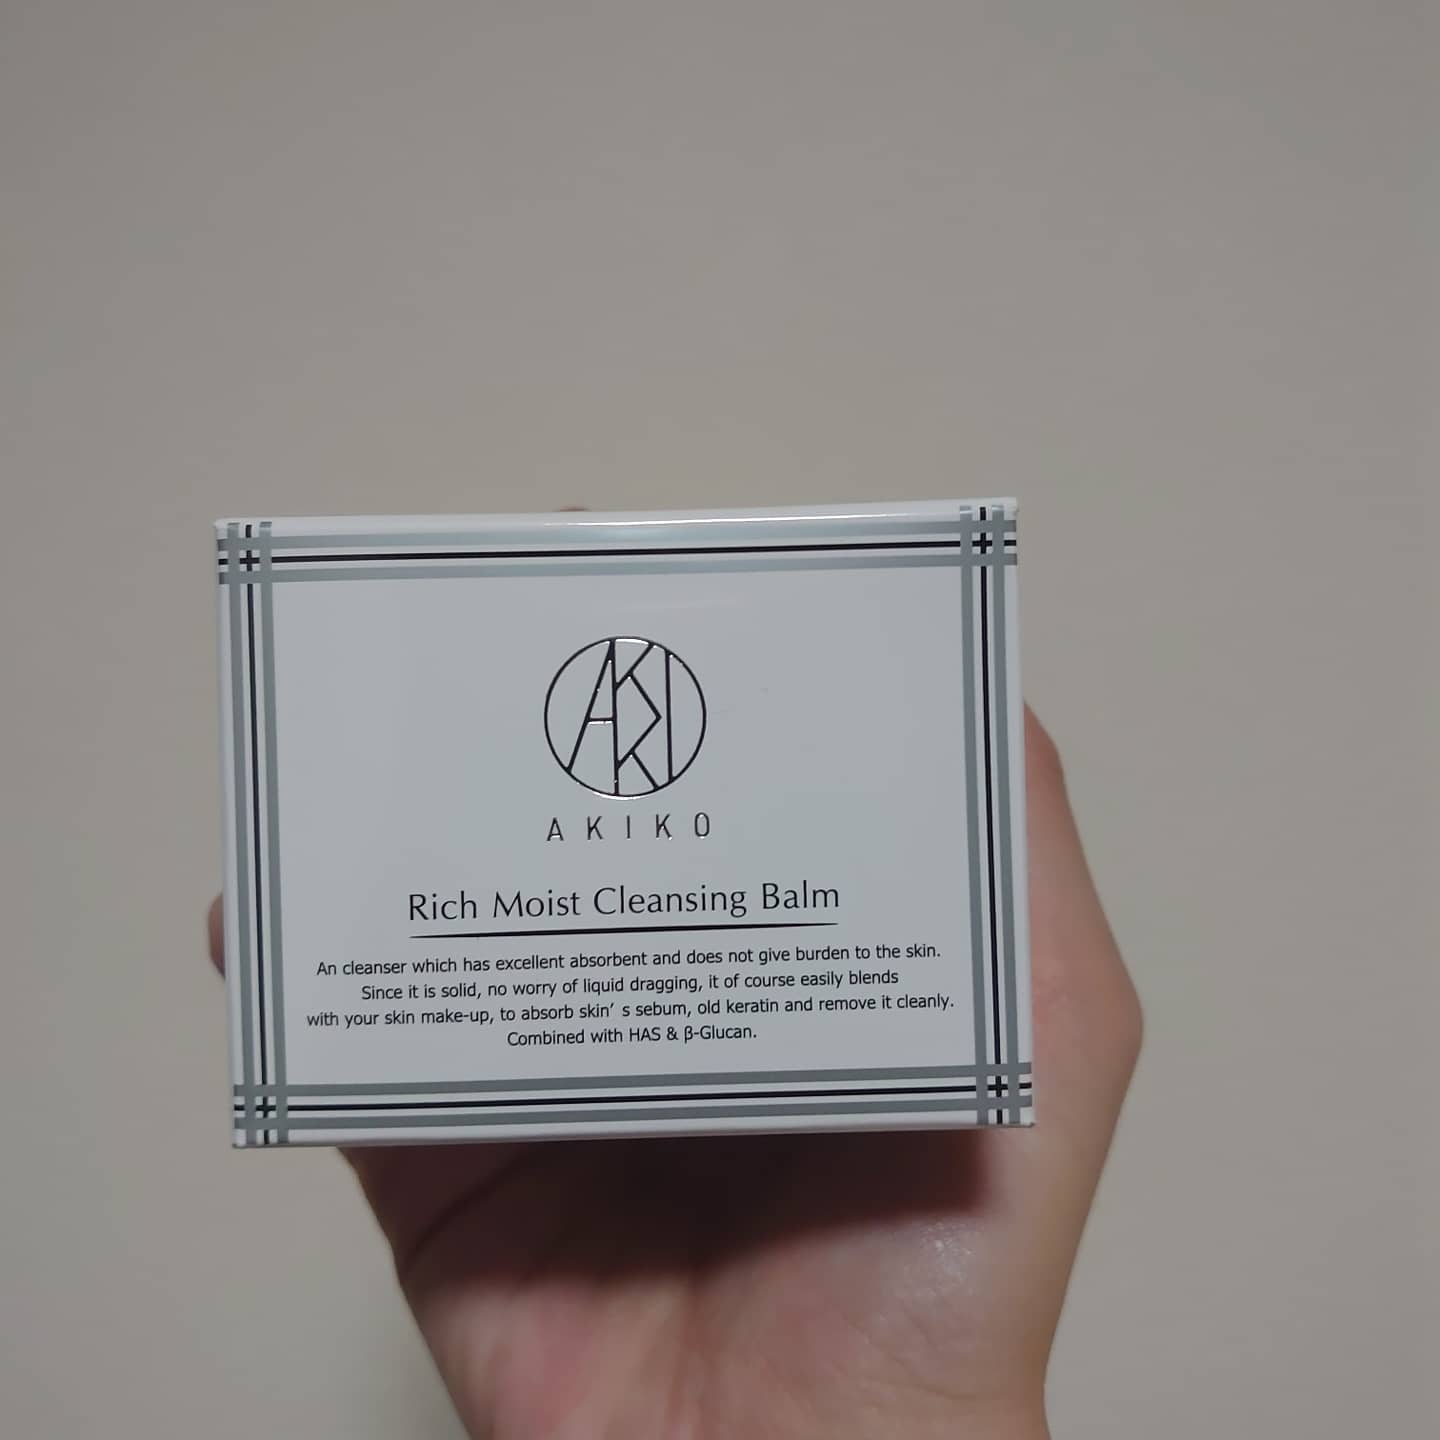 AKI
AKIKO
Rich Moist Cleansing Balm
An cleanser which has excellent absorbent and does not give burden to the skin.
Since it is solid, no worry of liquid dragging, it of course easily blends
with your skin make-up, to absorb skin's sebum, old keratin and remove it cleanly.
Combined with HAS & β-Glucan.